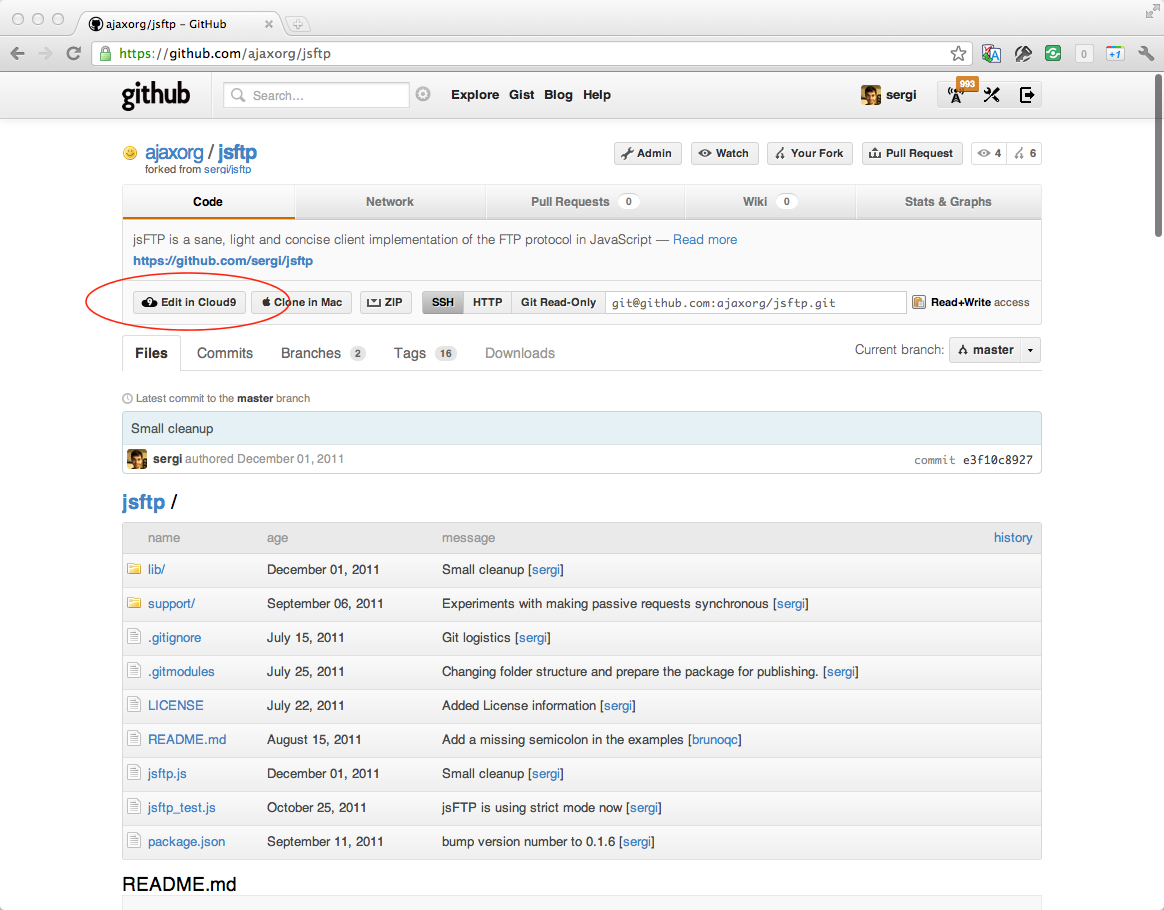 ajaxorg/jsftp – GitHub
https://github.com/ajaxorg/jsftp
0
+1
github
Search...
Explore Gist Blog Help
sergi
993
ajaxorg / jsftp
forked from sergi/jsftp
Admin
Watch
Your Fork
Pull Request
4
6
Code
Network
Pull Requests 0
Wiki 0
Stats & Graphs
jsFTP is a sane, light and concise client implementation of the FTP protocol in JavaScript — Read more
https://github.com/sergi/jsftp
Edit in Cloud9
Clone in Mac
ZIP
SSH
HTTP
Git Read-Only
git@github.com:ajaxorg/jsftp.git
Read+Write access
Files
Commits
Branches 2
Tags 16
Downloads
Current branch: master
Latest commit to the master branch
Small cleanup
sergi authored December 01, 2011
commit e3f10c8927
jsftp /
name age message history
lib/ December 01, 2011 Small cleanup [sergi]
support/ September 06, 2011 Experiments with making passive requests synchronous [sergi]
.gitignore July 15, 2011 Git logistics [sergi]
.gitmodules July 25, 2011 Changing folder structure and prepare the package for publishing. [sergi]
LICENSE July 22, 2011 Added License information [sergi]
README.md August 15, 2011 Add a missing semicolon in the examples [brunoqc]
jsftp.js December 01, 2011 Small cleanup [sergi]
jsftp_test.js October 25, 2011 jsFTP is using strict mode now [sergi]
package.json September 11, 2011 bump version number to 0.1.6 [sergi]
README.md